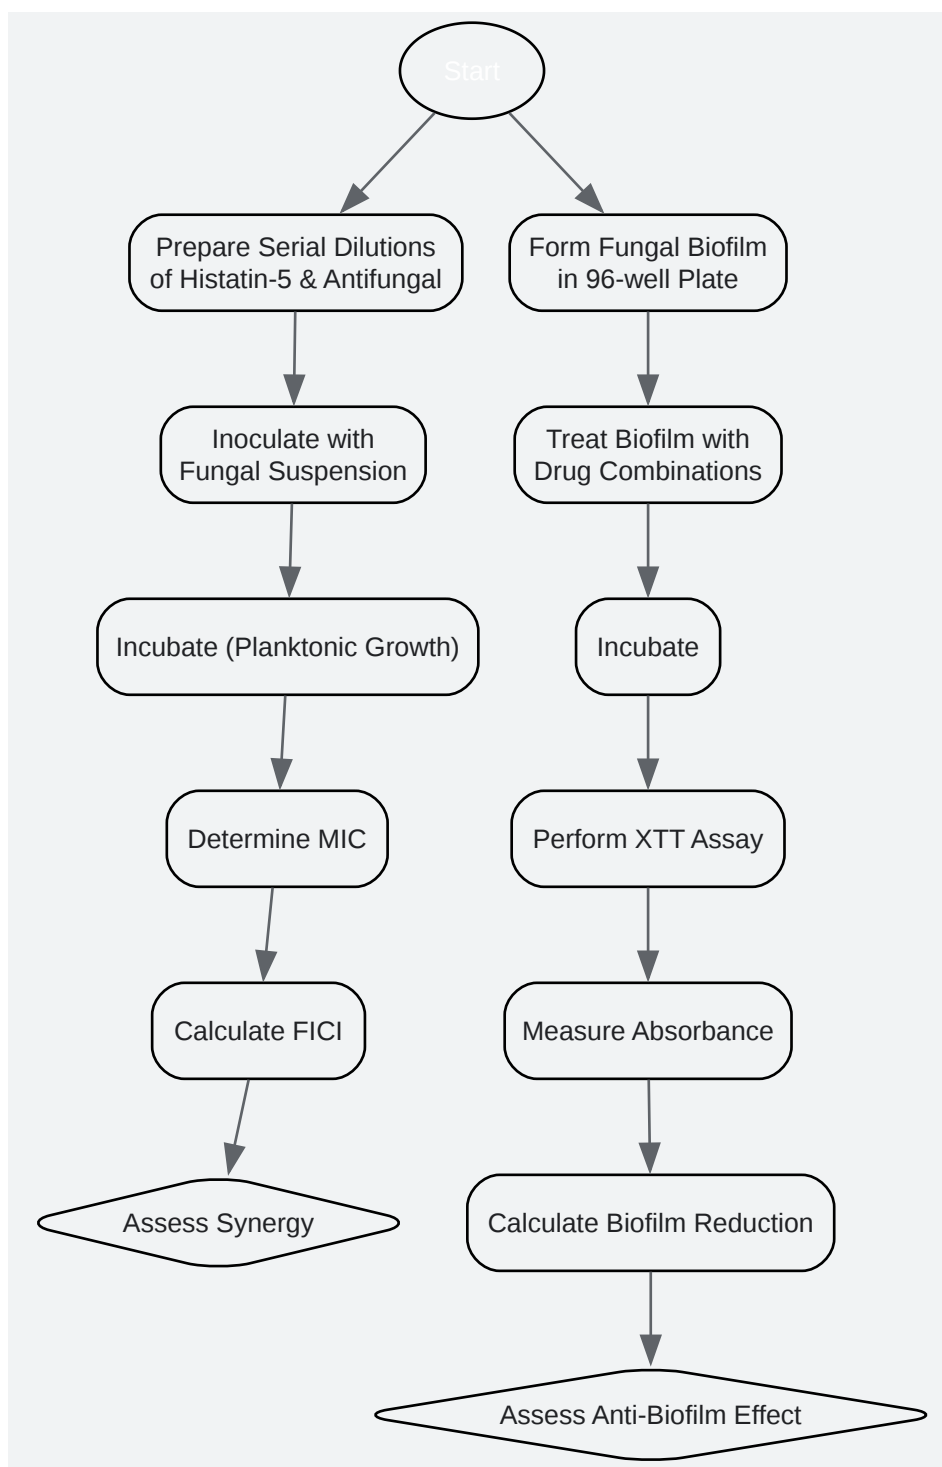 Start
Prepare Serial Dilutions
of Histatin-5 & Antifungal
Inoculate with
Fungal Suspension
Incubate (Planktonic Growth)
Determine MIC
Calculate FICI
Assess Synergy
Form Fungal Biofilm
in 96-well Plate
Treat Biofilm with
Drug Combinations
Incubate
Perform XTT Assay
Measure Absorbance
Calculate Biofilm Reduction
Assess Anti-Biofilm Effect